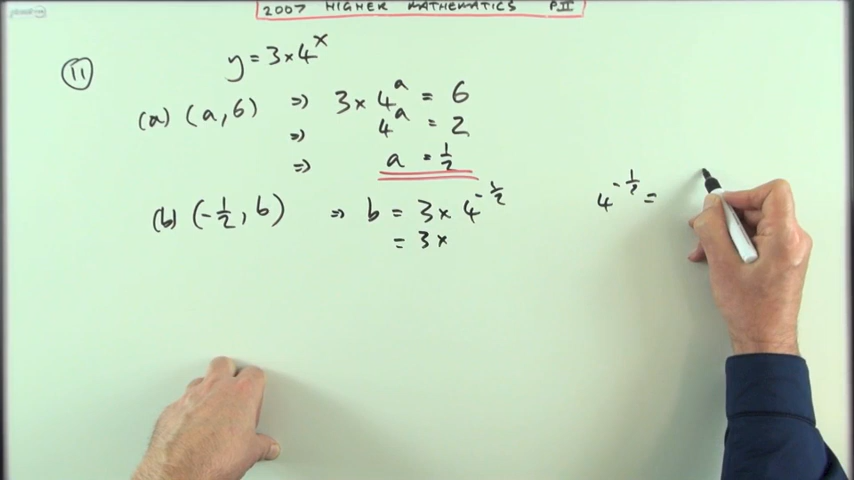 2007 HIGHER MATHEMATICS PII
(11) y = 3 × 4^x
(a) (a, 6) ⇒ 3 × 4^a = 6
⇒ 4^a = 2
⇒ a = 1/2
(b) (-1/2, b) ⇒ b = 3 × 4^-1/2
= 3 ×
4^-1/2 =